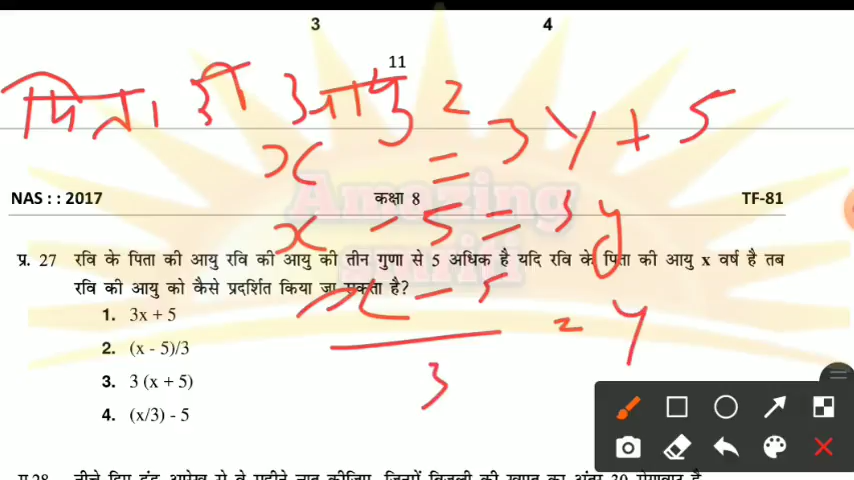 3 4
11
पिता की आयु =
x = 3y + 5
NAS : : 2017 कक्षा 8 TF-81
Amazing
x - 5 = 3y
प्र. 27 रवि के पिता की आयु रवि की आयु की तीन गुणा से 5 अधिक है यदि रवि के पिता की आयु x वर्ष है तब
रवि की आयु को कैसे प्रदर्शित किया जा सकता है?
x - 5 = y
3
1. 3x + 5
2. (x - 5)/3
3. 3 (x + 5)
4. (x/3) - 5